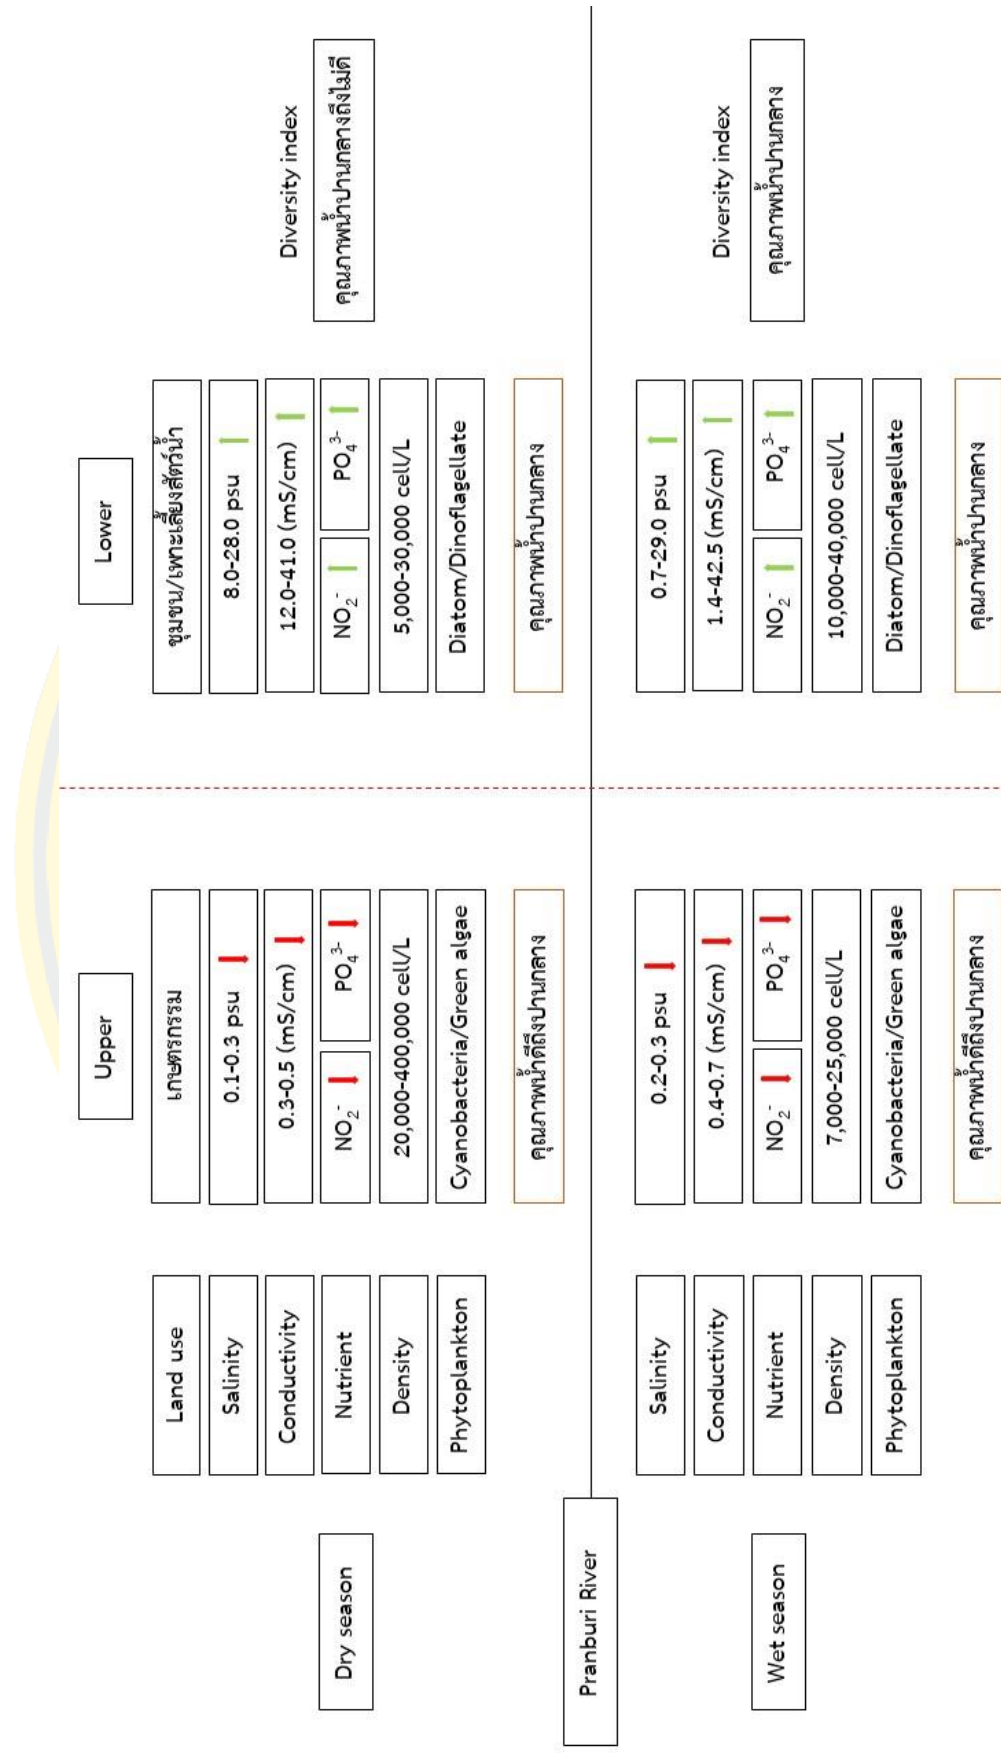 Upper
Lower
Dry season
Land use
เกษตรกรรม
ชุมชน/เพาะเลี้ยงสัตว์น้ำ
Salinity
0.1-0.3 psu
8.0-28.0 psu
Conductivity
0.3-0.5 (mS/cm)
12.0-41.0 (mS/cm)
Diversity index
Nutrient
NO₂⁻
PO₄³⁻
NO₂⁻
PO₄³⁻
คุณภาพน้ำปานกลางถึงไม่ดี
Density
20,000-400,000 cell/L
5,000-30,000 cell/L
Phytoplankton
Cyanobacteria/Green algae
Diatom/Dinoflagellate
คุณภาพน้ำดีถึงปานกลาง
คุณภาพน้ำปานกลาง
Pranburi River
Wet season
Salinity
0.2-0.3 psu
0.7-29.0 psu
Conductivity
0.4-0.7 (mS/cm)
1.4-42.5 (mS/cm)
Diversity index
Nutrient
NO₂⁻
PO₄³⁻
NO₂⁻
PO₄³⁻
คุณภาพน้ำปานกลาง
Density
7,000-25,000 cell/L
10,000-40,000 cell/L
Phytoplankton
Cyanobacteria/Green algae
Diatom/Dinoflagellate
คุณภาพน้ำดีถึงปานกลาง
คุณภาพน้ำปานกลาง